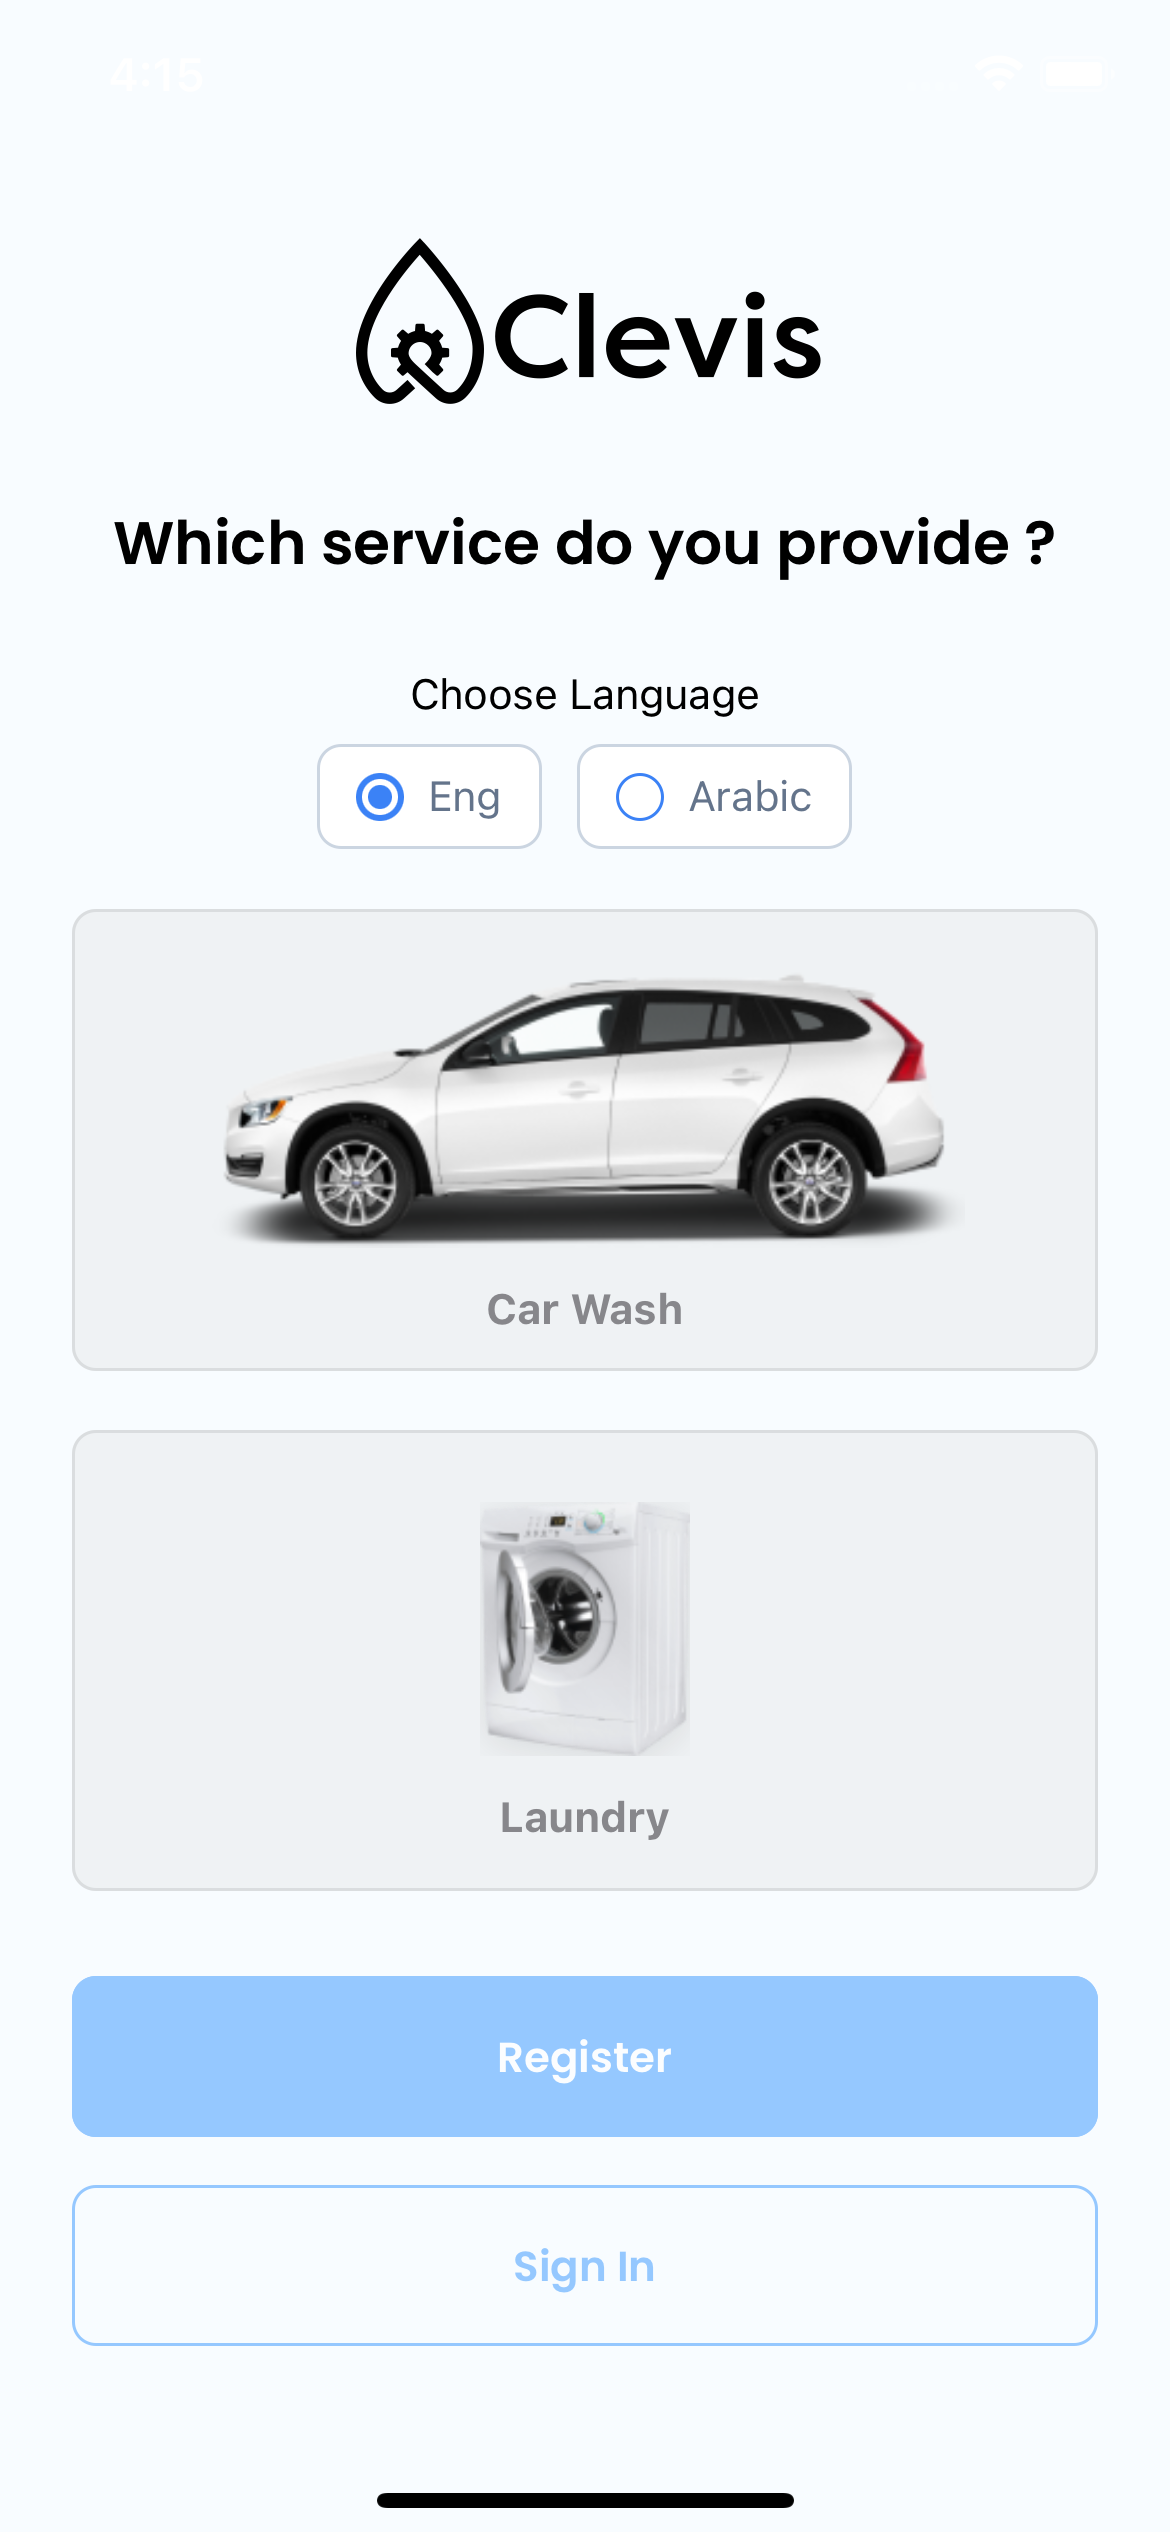 4:15
Clevis
Which service do you provide ?
Choose Language
Eng
Arabic
Car Wash
Laundry
Register
Sign In